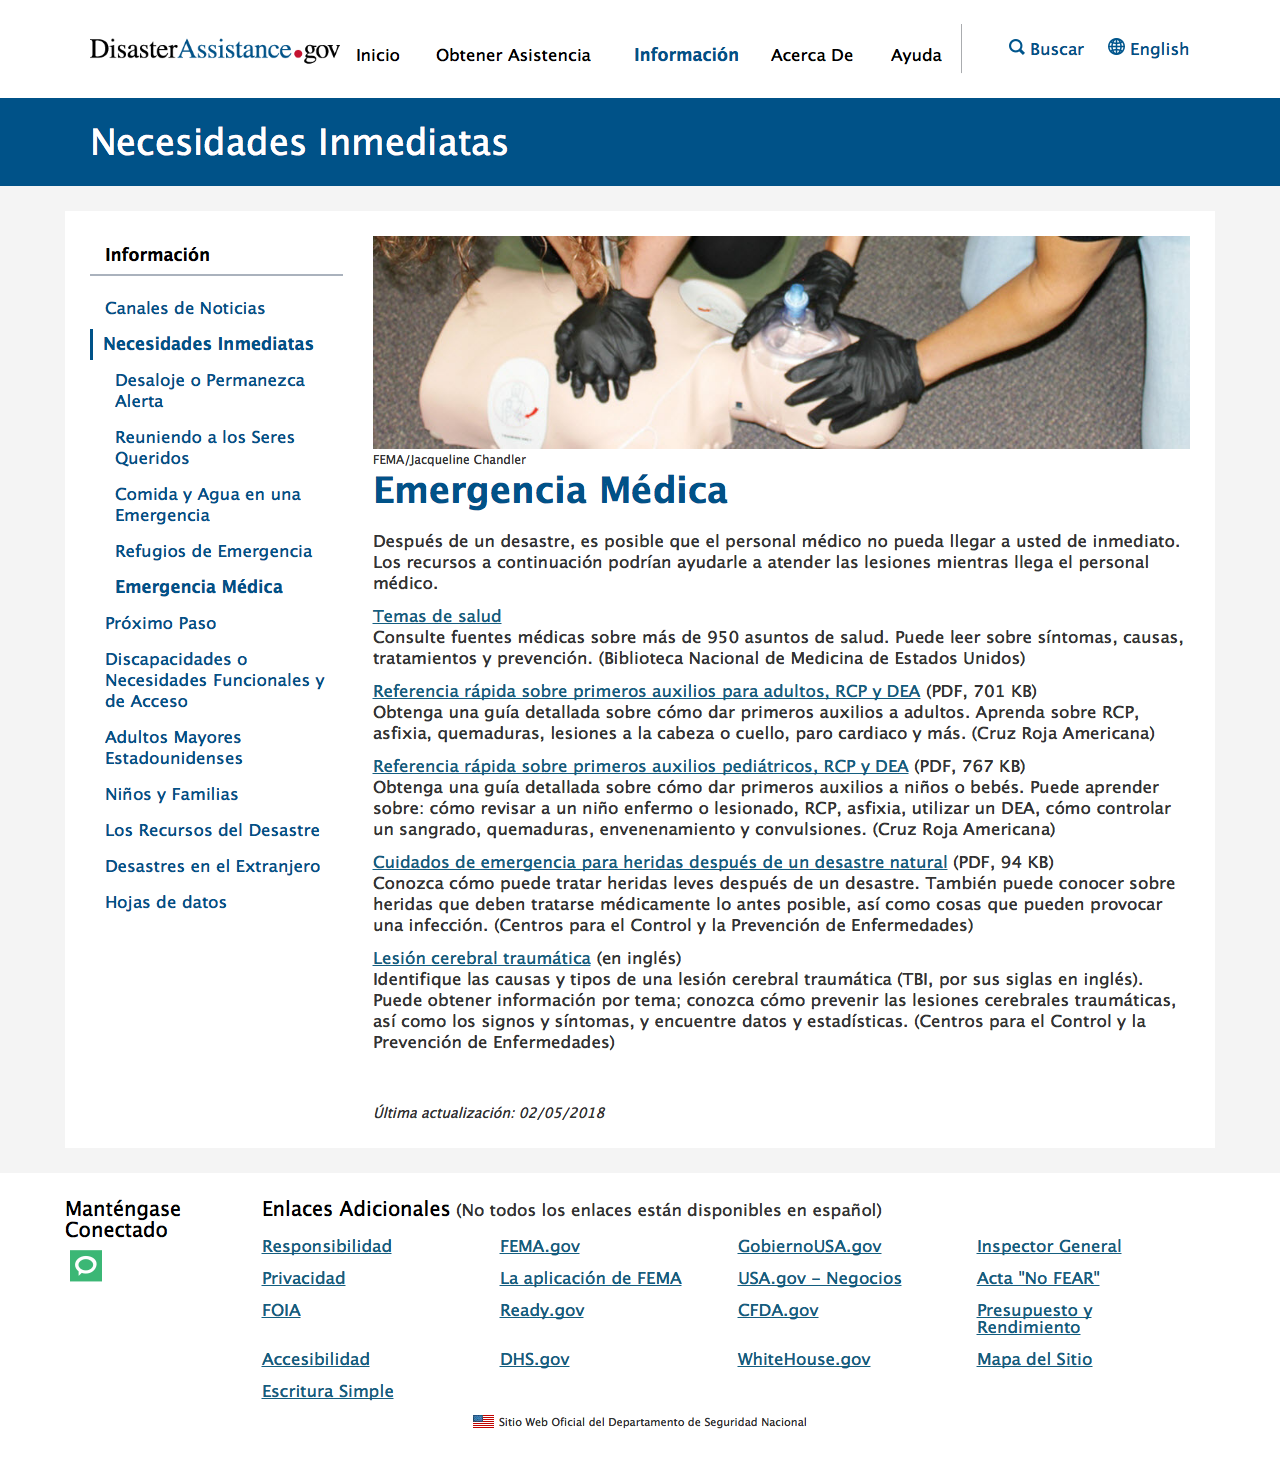 DisasterAssistance.gov
Inicio
Obtener Asistencia
Información
Acerca De
Ayuda
Buscar
English
Necesidades Inmediatas
Información
Canales de Noticias
Necesidades Inmediatas
Desaloje o Permanezca
Alerta
Reuniendo a los Seres
Queridos
Comida y Agua en una
Emergencia
Refugios de Emergencia
Emergencia Médica
Próximo Paso
Discapacidades o
Necesidades Funcionales y
de Acceso
Adultos Mayores
Estadounidenses
Niños y Familias
Los Recursos del Desastre
Desastres en el Extranjero
Hojas de datos
FEMA/Jacqueline Chandler
Emergencia Médica
Después de un desastre, es posible que el personal médico no pueda llegar a usted de inmediato.
Los recursos a continuación podrían ayudarle a atender las lesiones mientras llega el personal
médico.
Temas de salud
Consulte fuentes médicas sobre más de 950 asuntos de salud. Puede leer sobre síntomas, causas,
tratamientos y prevención. (Biblioteca Nacional de Medicina de Estados Unidos)
Referencia rápida sobre primeros auxilios para adultos, RCP y DEA (PDF, 701 KB)
Obtenga una guía detallada sobre cómo dar primeros auxilios a adultos. Aprenda sobre RCP,
asfixia, quemaduras, lesiones a la cabeza o cuello, paro cardiaco y más. (Cruz Roja Americana)
Referencia rápida sobre primeros auxilios pediátricos, RCP y DEA (PDF, 767 KB)
Obtenga una guía detallada sobre cómo dar primeros auxilios a niños o bebés. Puede aprender
sobre: cómo revisar a un niño enfermo o lesionado, RCP, asfixia, utilizar un DEA, cómo controlar
un sangrado, quemaduras, envenenamiento y convulsiones. (Cruz Roja Americana)
Cuidados de emergencia para heridas después de un desastre natural (PDF, 94 KB)
Conozca cómo puede tratar heridas leves después de un desastre. También puede conocer sobre
heridas que deben tratarse médicamente lo antes posible, así como cosas que pueden provocar
una infección. (Centros para el Control y la Prevención de Enfermedades)
Lesión cerebral traumática (en inglés)
Identifique las causas y tipos de una lesión cerebral traumática (TBI, por sus siglas en inglés).
Puede obtener información por tema; conozca cómo prevenir las lesiones cerebrales traumáticas,
así como los signos y síntomas, y encuentre datos y estadísticas. (Centros para el Control y la
Prevención de Enfermedades)
Última actualización: 02/05/2018
Manténgase
Conectado
Enlaces Adicionales (No todos los enlaces están disponibles en español)
Responsibilidad
FEMA.gov
GobiernoUSA.gov
Inspector General
Privacidad
La aplicación de FEMA
USA.gov – Negocios
Acta "No FEAR"
FOIA
Ready.gov
CFDA.gov
Presupuesto y
Rendimiento
Accesibilidad
DHS.gov
WhiteHouse.gov
Mapa del Sitio
Escritura Simple
Sitio Web Oficial del Departamento de Seguridad Nacional